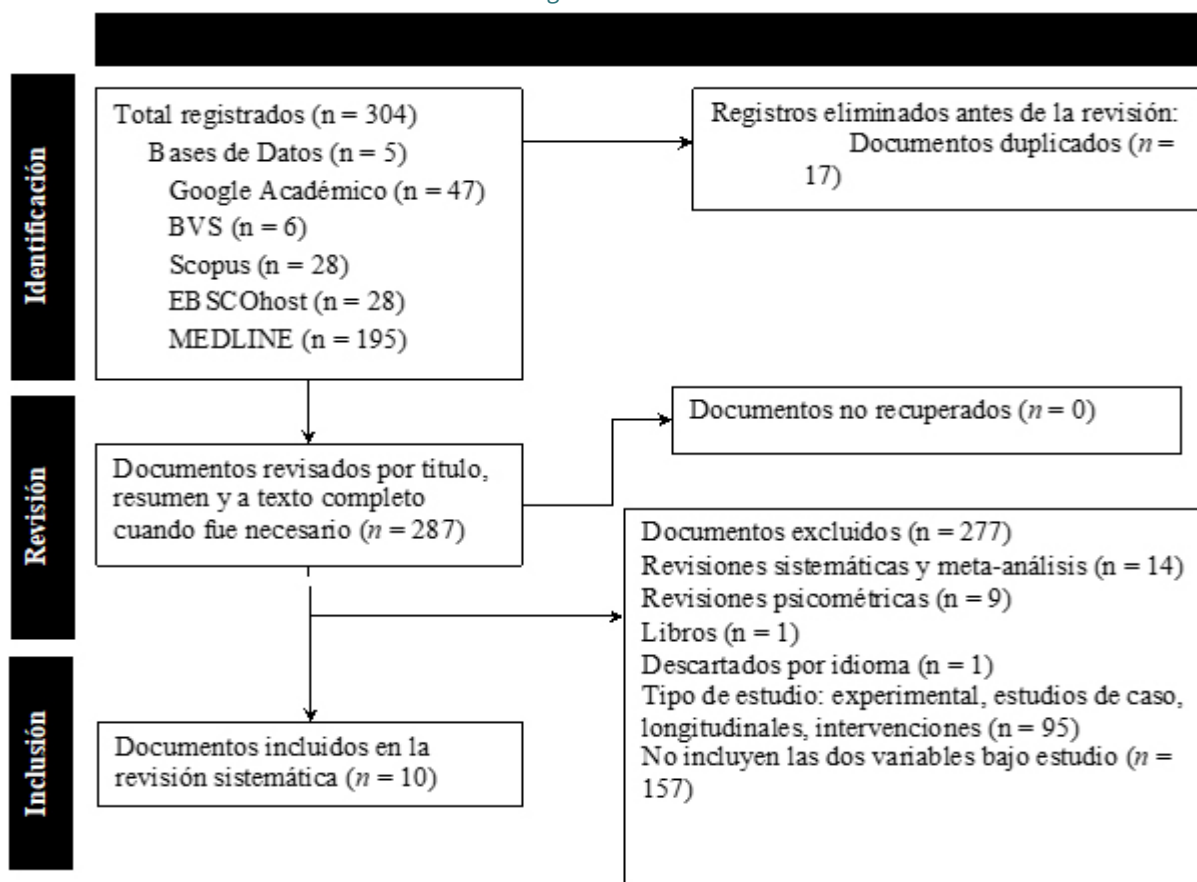 Identificación
Total registrados (n = 304)
Bases de Datos (n = 5)
Google Académico (n = 47)
BVS (n = 6)
Scopus (n = 28)
EBSCOhost (n = 28)
MEDLINE (n = 195)
Registros eliminados antes de la revisión:
Documentos duplicados (n =
17)
Revisión
Documentos revisados por titulo,
resumen y a texto completo
cuando fue necesario (n = 287)
Documentos no recuperados (n = 0)
Documentos excluidos (n = 277)
Revisiones sistemáticas y meta-análisis (n = 14)
Revisiones psicométricas (n = 9)
Libros (n = 1)
Descartados por idioma (n = 1)
Tipo de estudio: experimental, estudios de caso,
longitudinales, intervenciones (n = 95)
No incluyen las dos variables bajo estudio (n =
157)
Inclusión
Documentos incluidos en la
revisión sistemática (n = 10)